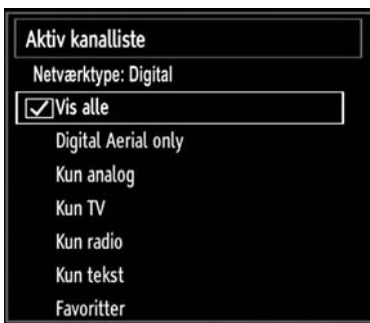 Aktiv kanalliste
Netværktype: Digital
Vis alle
Digital Aerial only
Kun analog
Kun TV
Kun radio
Kun tekst
Favoritter